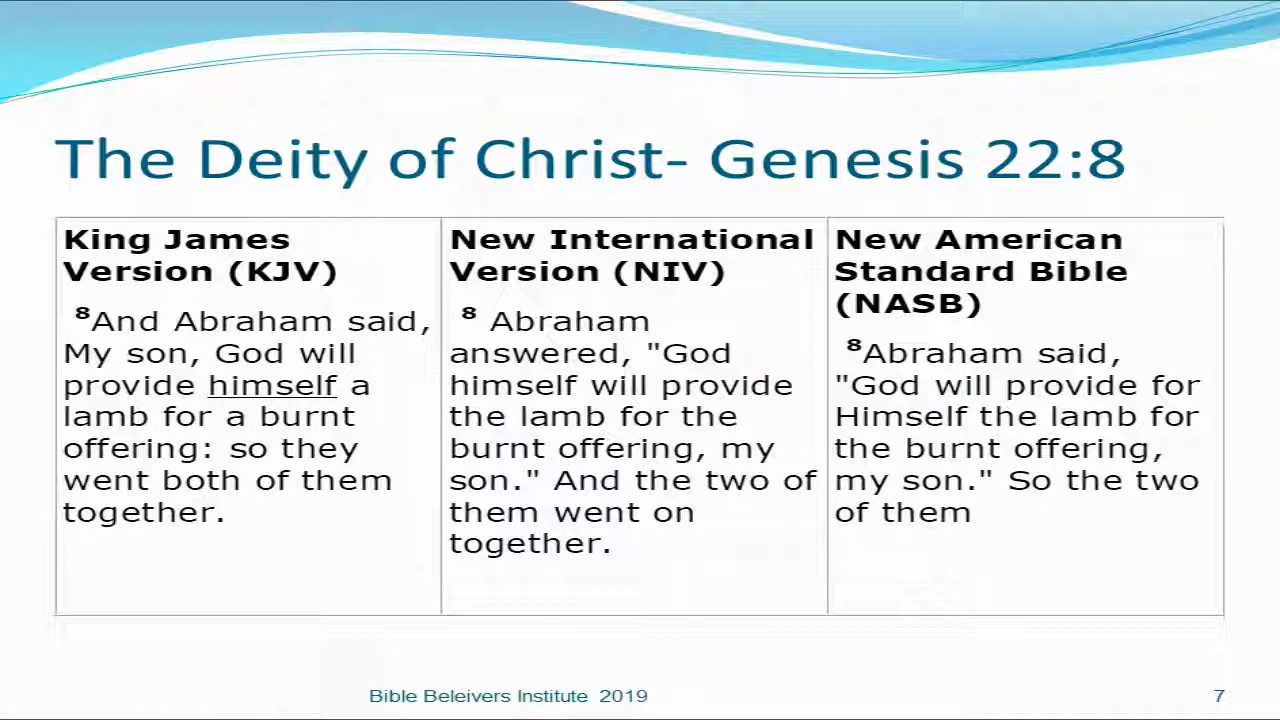 The Deity of Christ- Genesis 22:8
King James
Version (KJV)
8And Abraham said,
My son, God will
provide himself a
lamb for a burnt
offering: so they
went both of them
together.
New International
Version (NIV)
8 Abraham
answered, "God
himself will provide
the lamb for the
burnt offering, my
son." And the two of
them went on
together.
New American
Standard Bible
(NASB)
8Abraham said,
"God will provide for
Himself the lamb for
the burnt offering,
my son." So the two
of them
Bible Beleivers Institute 2019
7